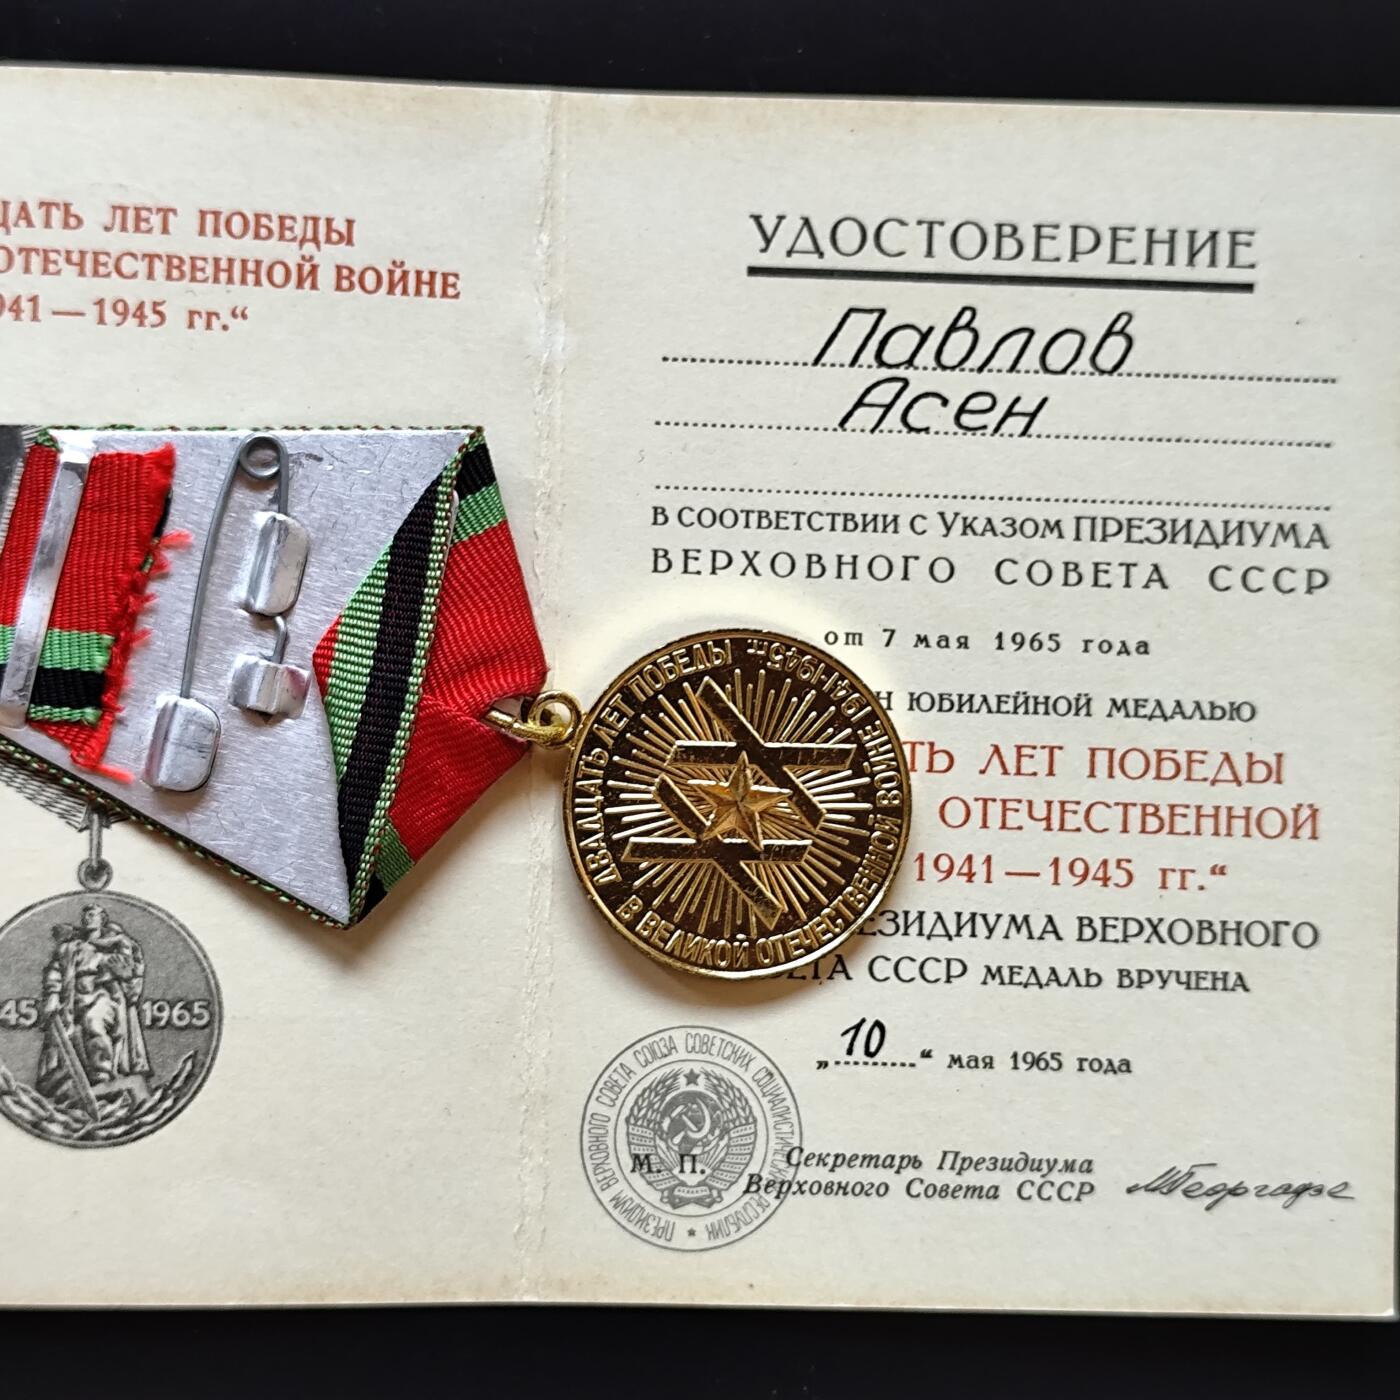 ЦАТЬ ЛЕТ ПОБЕДЫ
ОТЕЧЕСТВЕННОЙ ВОЙНЕ
941—1945 гг.“
45 1965
УДОСТОВЕРЕНИЕ
Павлов
Асен
В СООТВЕТСТВИИ С УКАЗОМ ПРЕЗИДИУМА
ВЕРХОВНОГО СОВЕТА СССР
от 7 мая 1965 года
Н ЮБИЛЕЙНОЙ МЕДАЛЬЮ
ТЬ ЛЕТ ПОБЕДЫ
ОТЕЧЕСТВЕННОЙ
1941—1945 гг.“
ЕЗИДИУМА ВЕРХОВНОГО
ЕТА СССР МЕДАЛЬ ВРУЧЕНА
„10“ мая 1965 года
М. П.
Секретарь Президиума
Верховного Совета СССР
МГеоргадзе
ДВАДЦАТЬ ЛЕТ ПОБЕДЫ
В ВЕЛИКОЙ ОТЕЧЕСТВЕННОЙ ВОЙНЕ 1941-1945гг.
ПРЕЗИДИУМ ВЕРХОВНОГО СОВЕТА СОЮЗА СОВЕТСКИХ СОЦИАЛИСТИЧЕСКИХ РЕСПУБЛИК